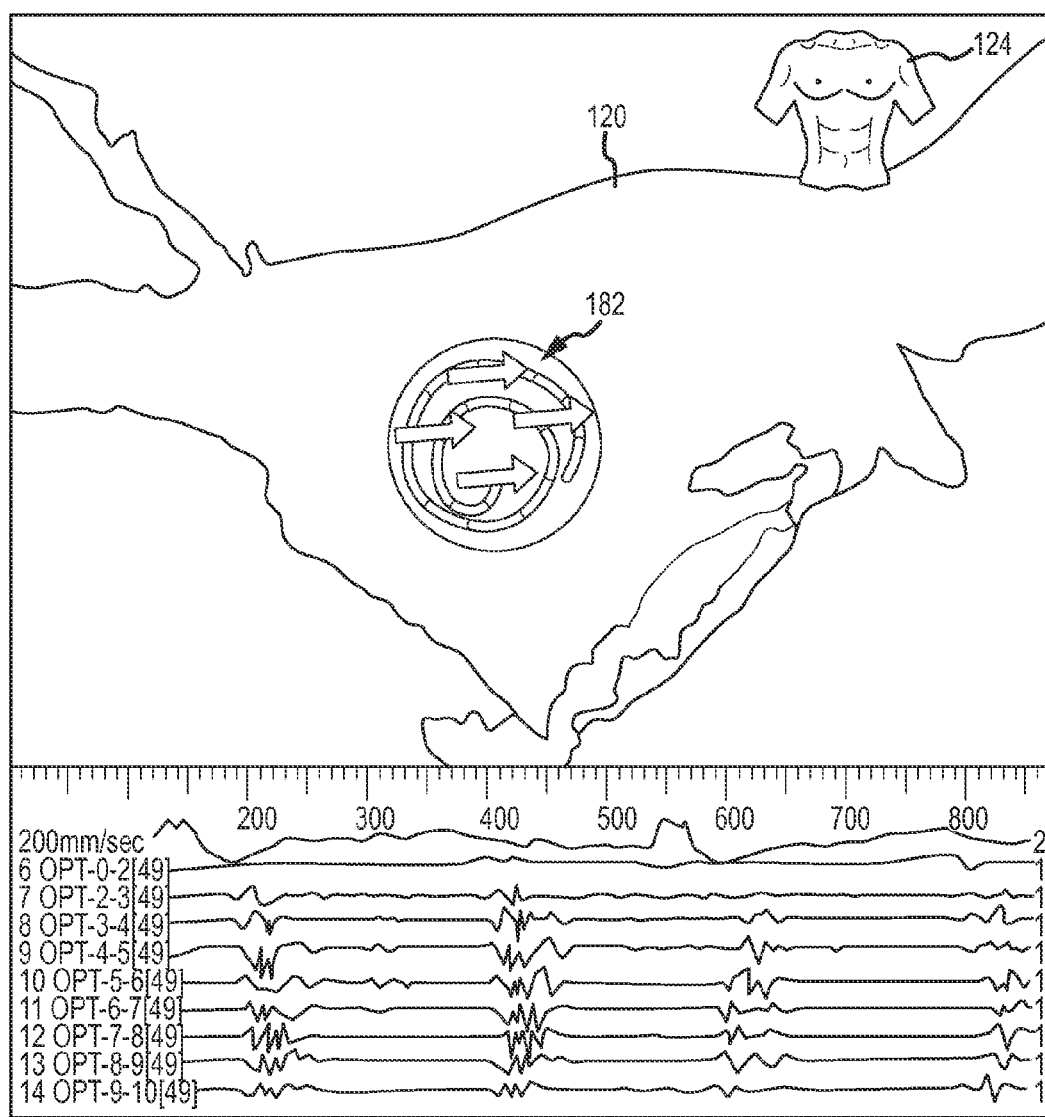 124
120
182
200 300 400 500 600 700 800
200mm/sec 2
6 OPT-0-2[49] 1
7 OPT-2-3[49] 1
8 OPT-3-4[49] 1
9 OPT-4-5[49] 1
10 OPT-5-6[49] 1
11 OPT-6-7[49] 1
12 OPT-7-8[49] 1
13 OPT-8-9[49] 1
14 OPT-9-10[49] 1